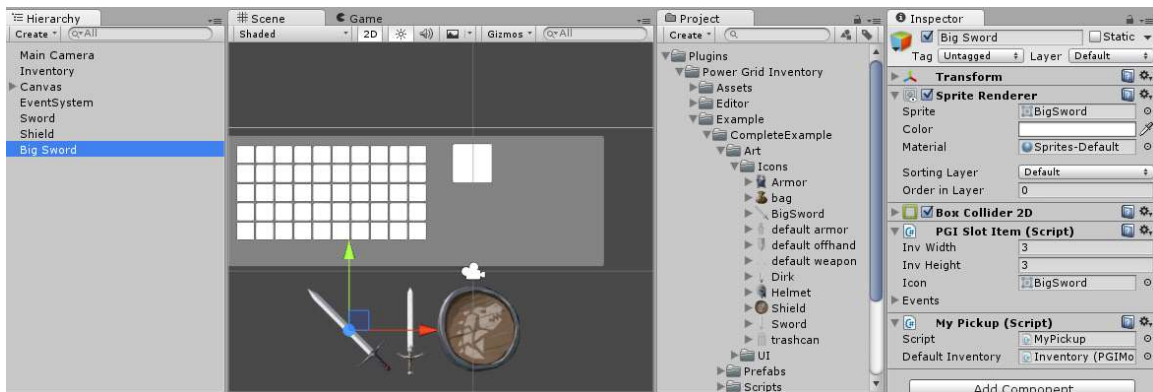 Hierarchy
Create
All
Main Camera
Inventory
Canvas
EventSystem
Sword
Shield
Big Sword
Scene
Game
Shaded
2D
Gizmos
All
Project
Create
Plugins
Power Grid Inventory
Assets
Editor
Example
CompleteExample
Art
Icons
Armor
bag
BigSword
default armor
default offhand
default weapon
Dirk
Helmet
Shield
Sword
trashcan
UI
Prefabs
Scripts
Inspector
Big Sword
Static
Tag Untagged Layer Default
Transform
Sprite Renderer
Sprite BigSword
Color
Material Sprites-Default
Sorting Layer Default
Order in Layer 0
Box Collider 2D
PGI Slot Item (Script)
Inv Width 3
Inv Height 3
Icon BigSword
Events
My Pickup (Script)
Script MyPickup
Default Inventory Inventory (PGIMo
Add Component